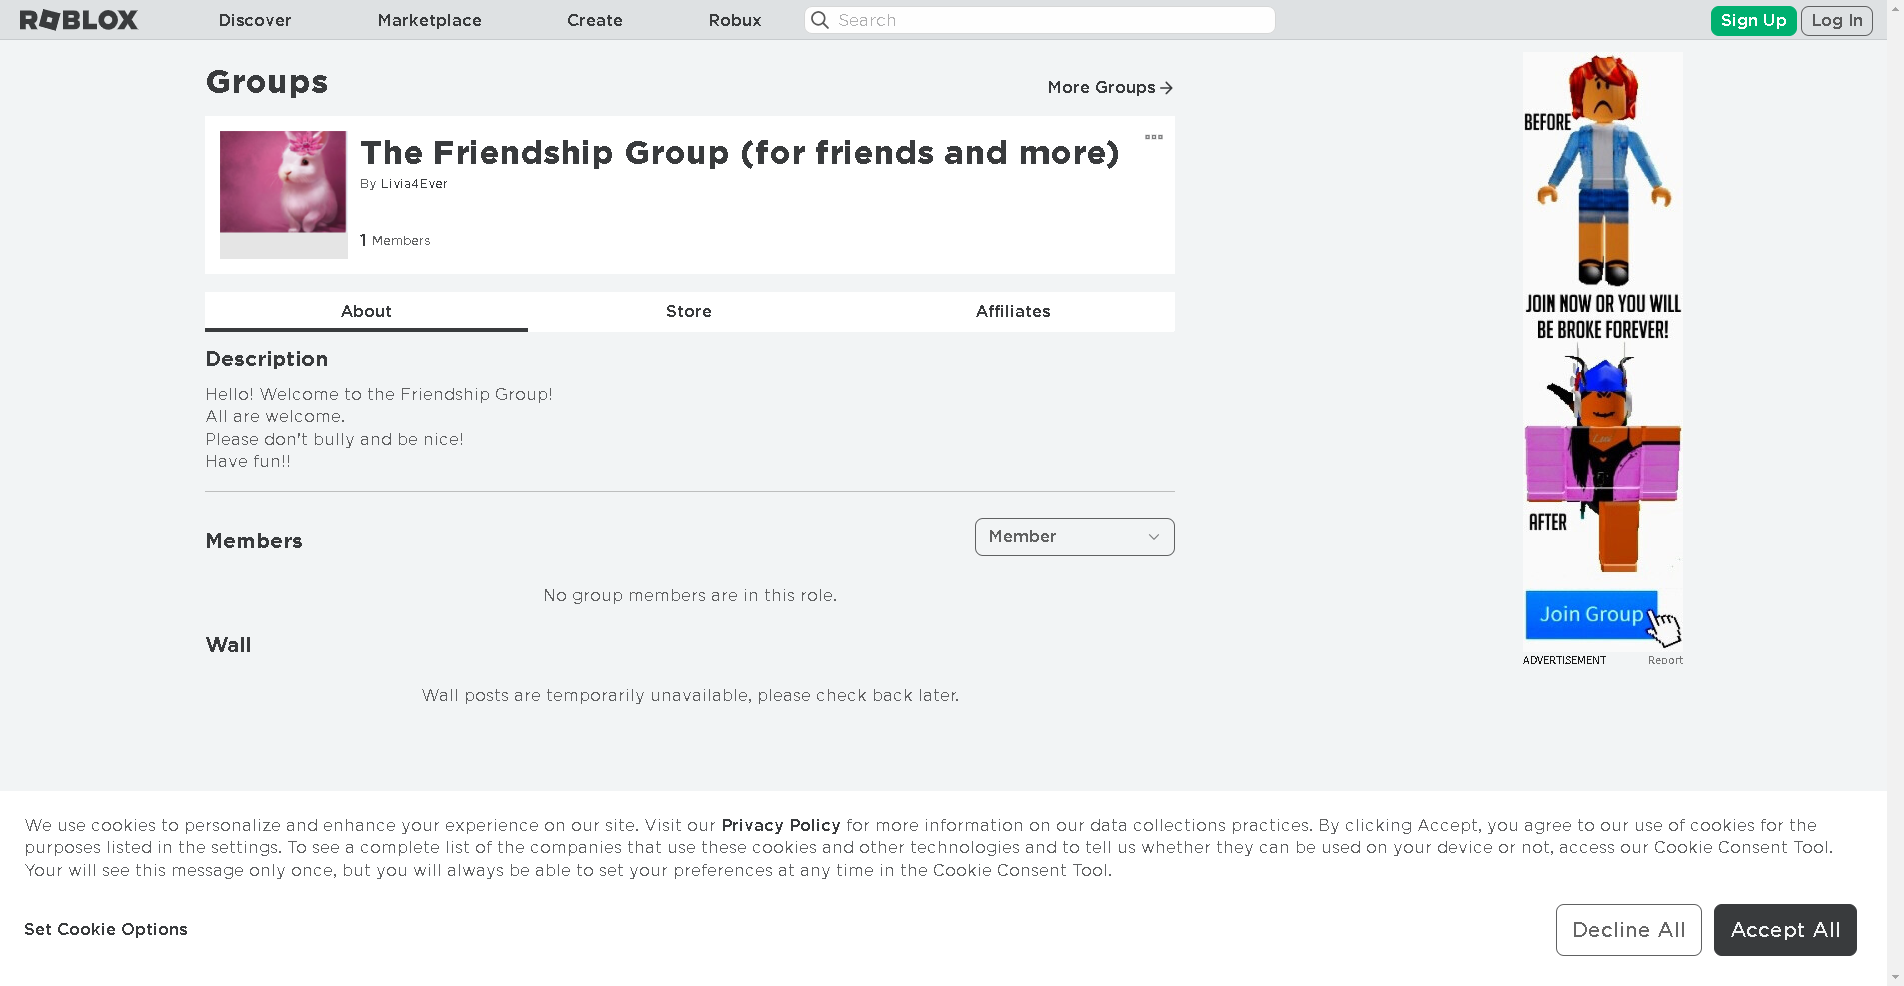 ROBLOX Discover Marketplace Create Robux Search Sign Up Log In
Groups
More Groups
The Friendship Group (for friends and more)
By Livia4Ever
1 Members
About Store Affiliates
Description
Hello! Welcome to the Friendship Group!
All are welcome.
Please don't bully and be nice!
Have fun!!
Members
Member
No group members are in this role.
Wall
Wall posts are temporarily unavailable, please check back later.
BEFORE
JOIN NOW OR YOU WILL
BE BROKE FOREVER!
AFTER
Join Group
ADVERTISEMENT Report
We use cookies to personalize and enhance your experience on our site. Visit our Privacy Policy for more information on our data collections practices. By clicking Accept, you agree to our use of cookies for the
purposes listed in the settings. To see a complete list of the companies that use these cookies and other technologies and to tell us whether they can be used on your device or not, access our Cookie Consent Tool.
Your will see this message only once, but you will always be able to set your preferences at any time in the Cookie Consent Tool.
Set Cookie Options
Decline All
Accept All